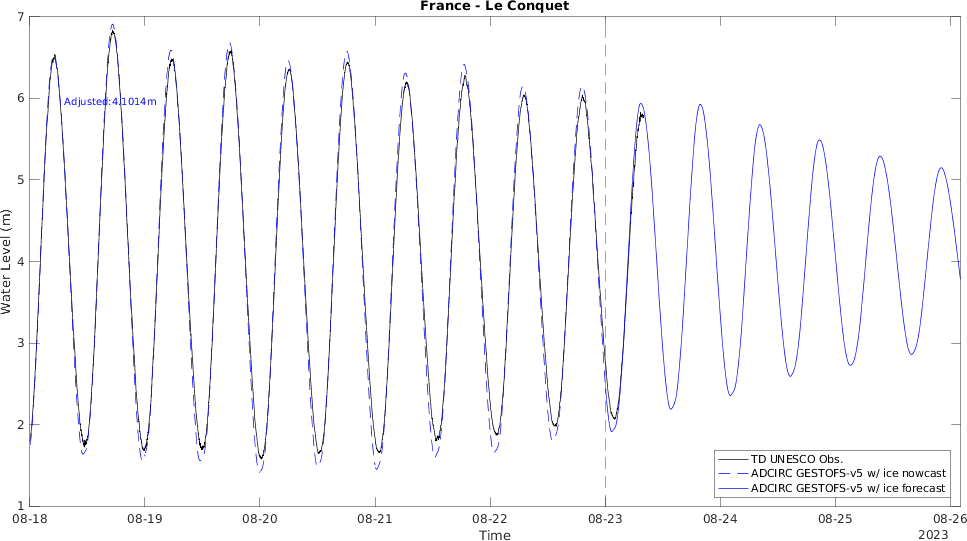 France - Le Conquet
7
6
5
4
3
2
1
Water Level (m)
Adjusted:4.1014m
TD UNESCO Obs.
ADCIRC GESTOFS-v5 w/ ice nowcast
ADCIRC GESTOFS-v5 w/ ice forecast
08-18 08-19 08-20 08-21 08-22 08-23 08-24 08-25 08-26
Time
2023